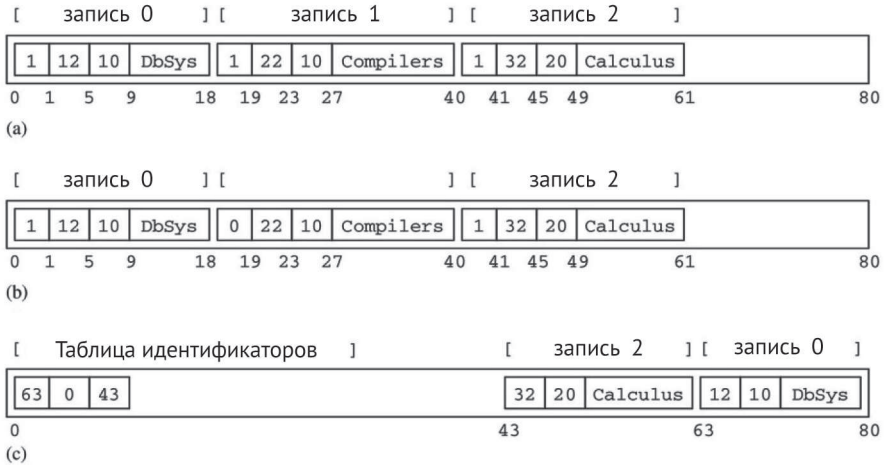 [ запись 0 ] [ запись 1 ] [ запись 2 ]
1 12 10 DbSys 1 22 10 Compilers 1 32 20 Calculus
0 1 5 9 18 19 23 27 40 41 45 49 61 80
(a)
[ запись 0 ] [ ] [ запись 2 ]
1 12 10 DbSys 0 22 10 Compilers 1 32 20 Calculus
0 1 5 9 18 19 23 27 40 41 45 49 61 80
(b)
[ Таблица идентификаторов ] [ запись 2 ] [ запись 0 ]
63 0 43 32 20 Calculus 12 10 DbSys
0 43 63 80
(c)